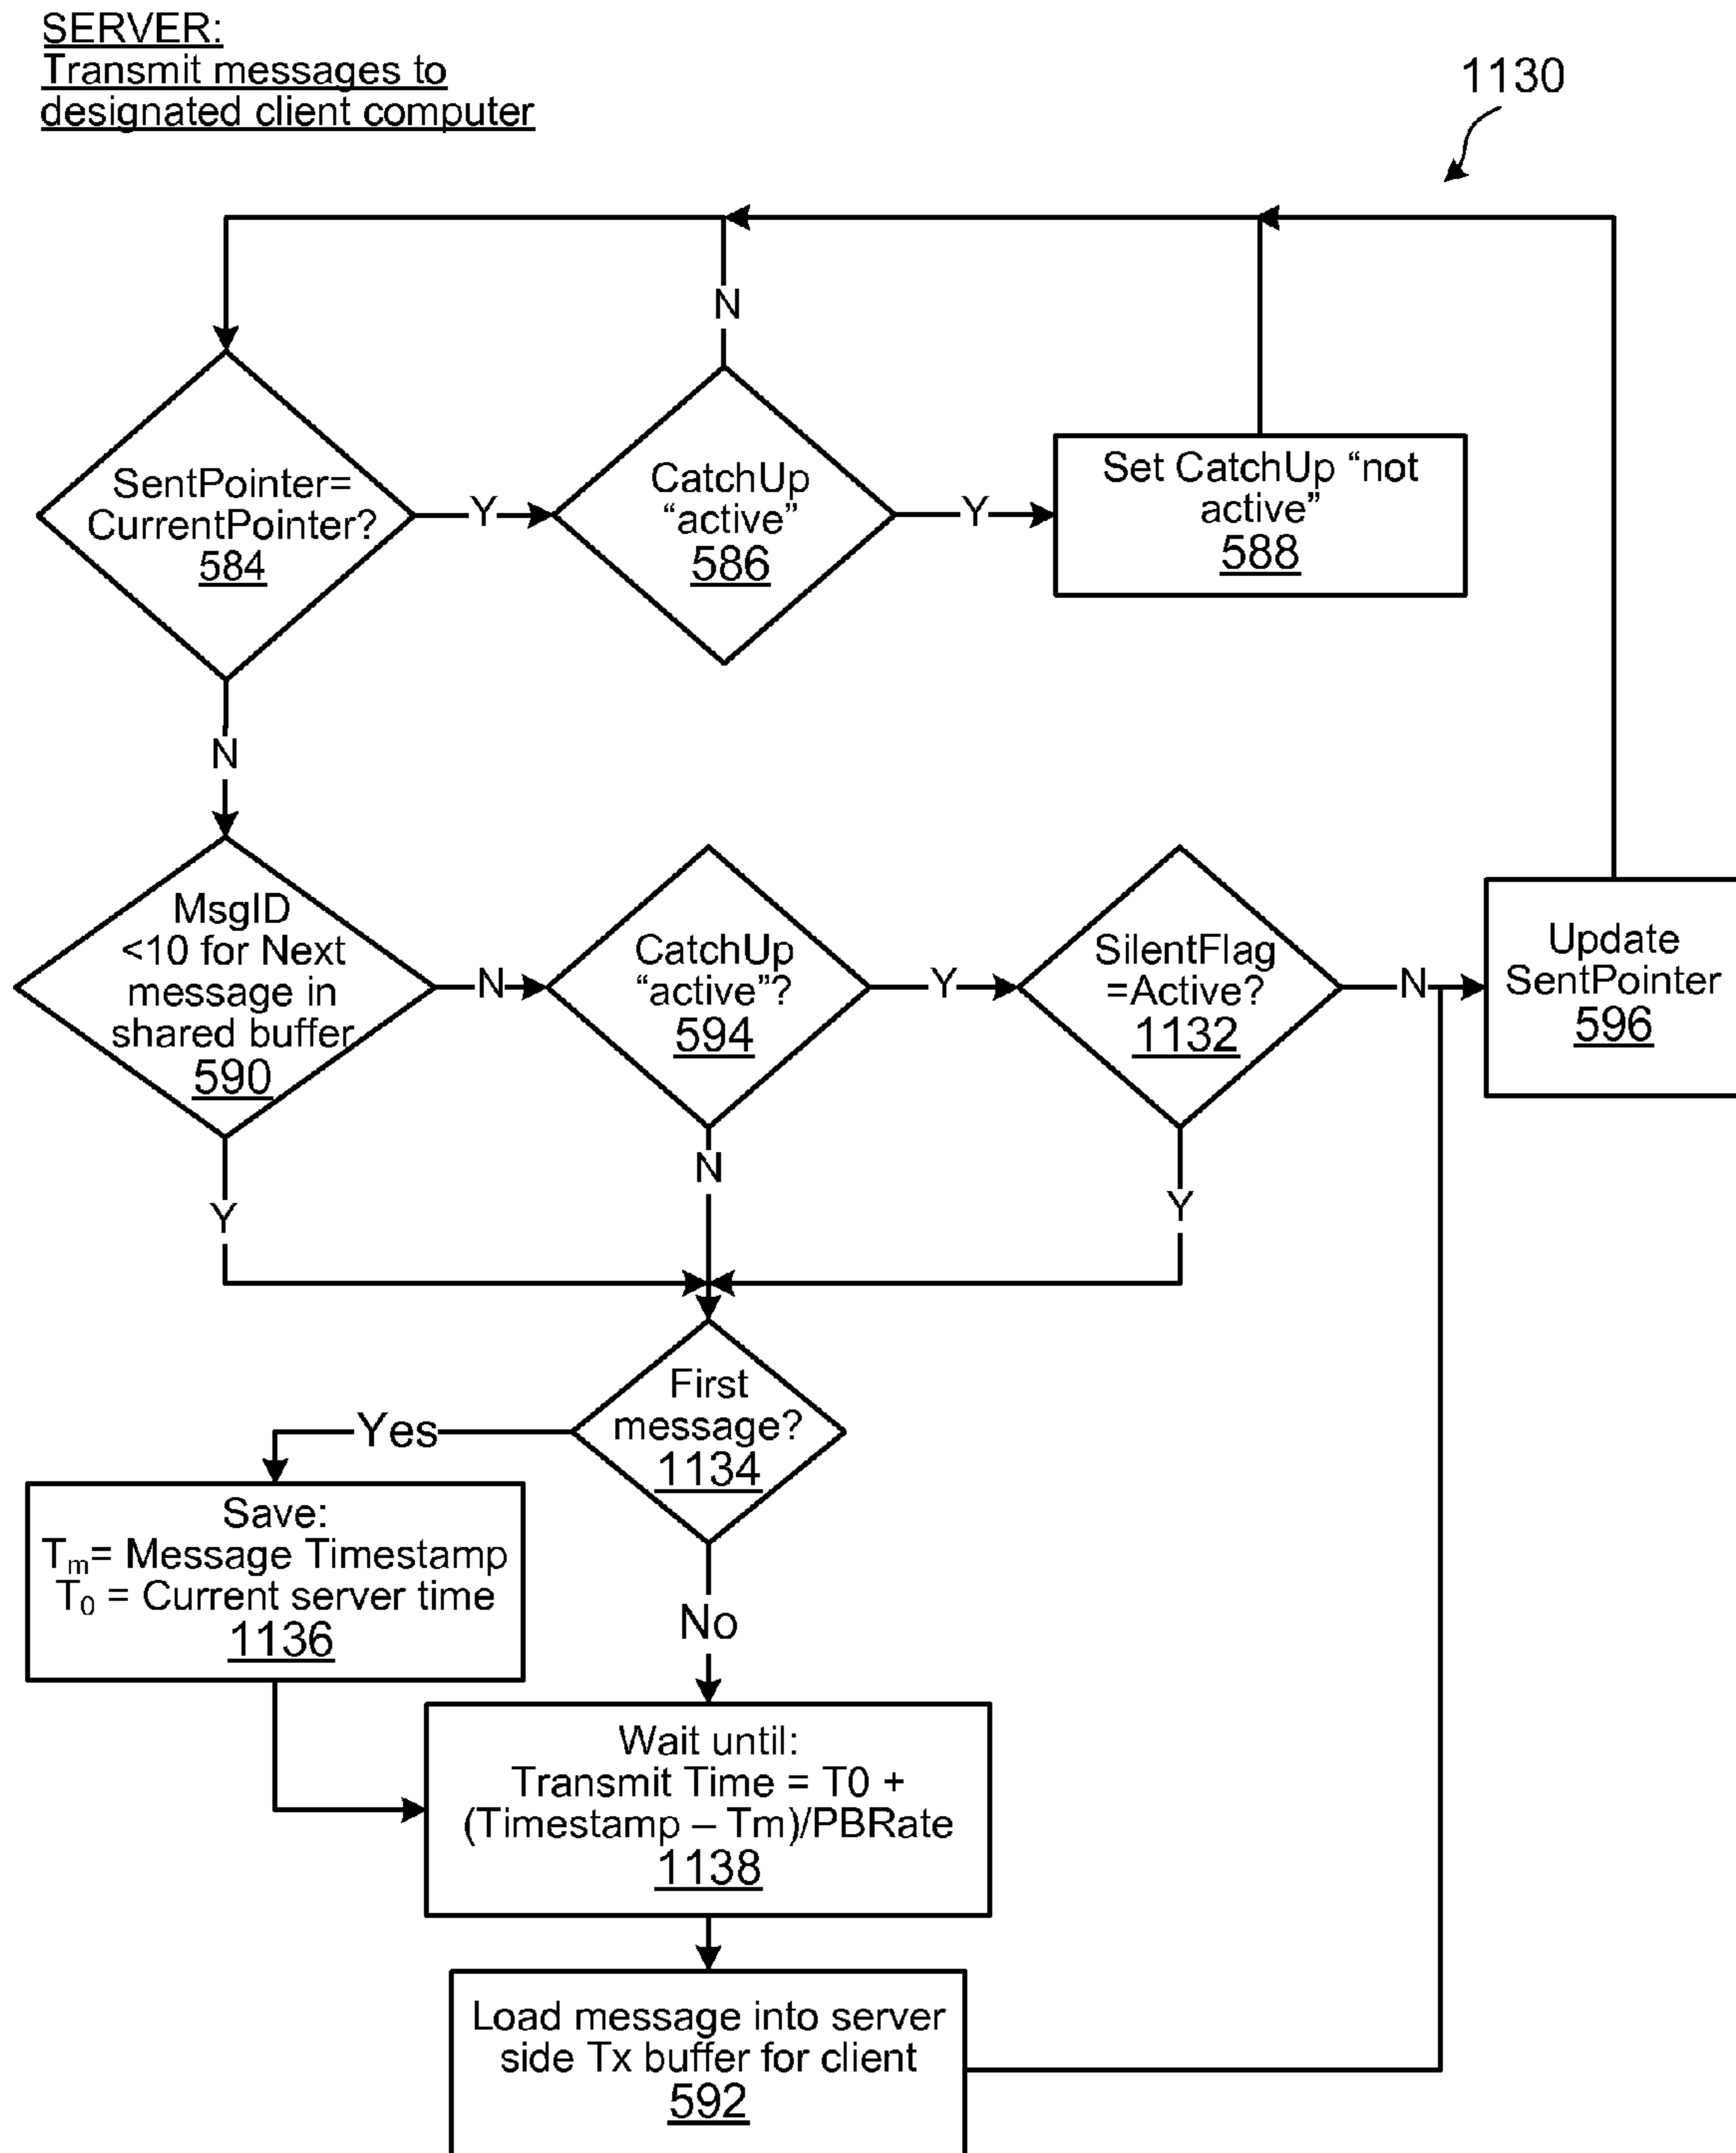 SERVER:
Transmit messages to
designated client computer
1130
N
SentPointer=
CurrentPointer?
584
Y
CatchUp
“active”
586
Y
Set CatchUp “not
active”
588
N
MsgID
<10 for Next
message in
shared buffer
590
N
CatchUp
“active”?
594
Y
SilentFlag
=Active?
1132
N
Update
SentPointer
596
Y
N
Y
First
message?
1134
Yes
Save:
Tm= Message Timestamp
T0 = Current server time
1136
No
Wait until:
Transmit Time = T0 +
(Timestamp – Tm)/PBRate
1138
Load message into server
side Tx buffer for client
592